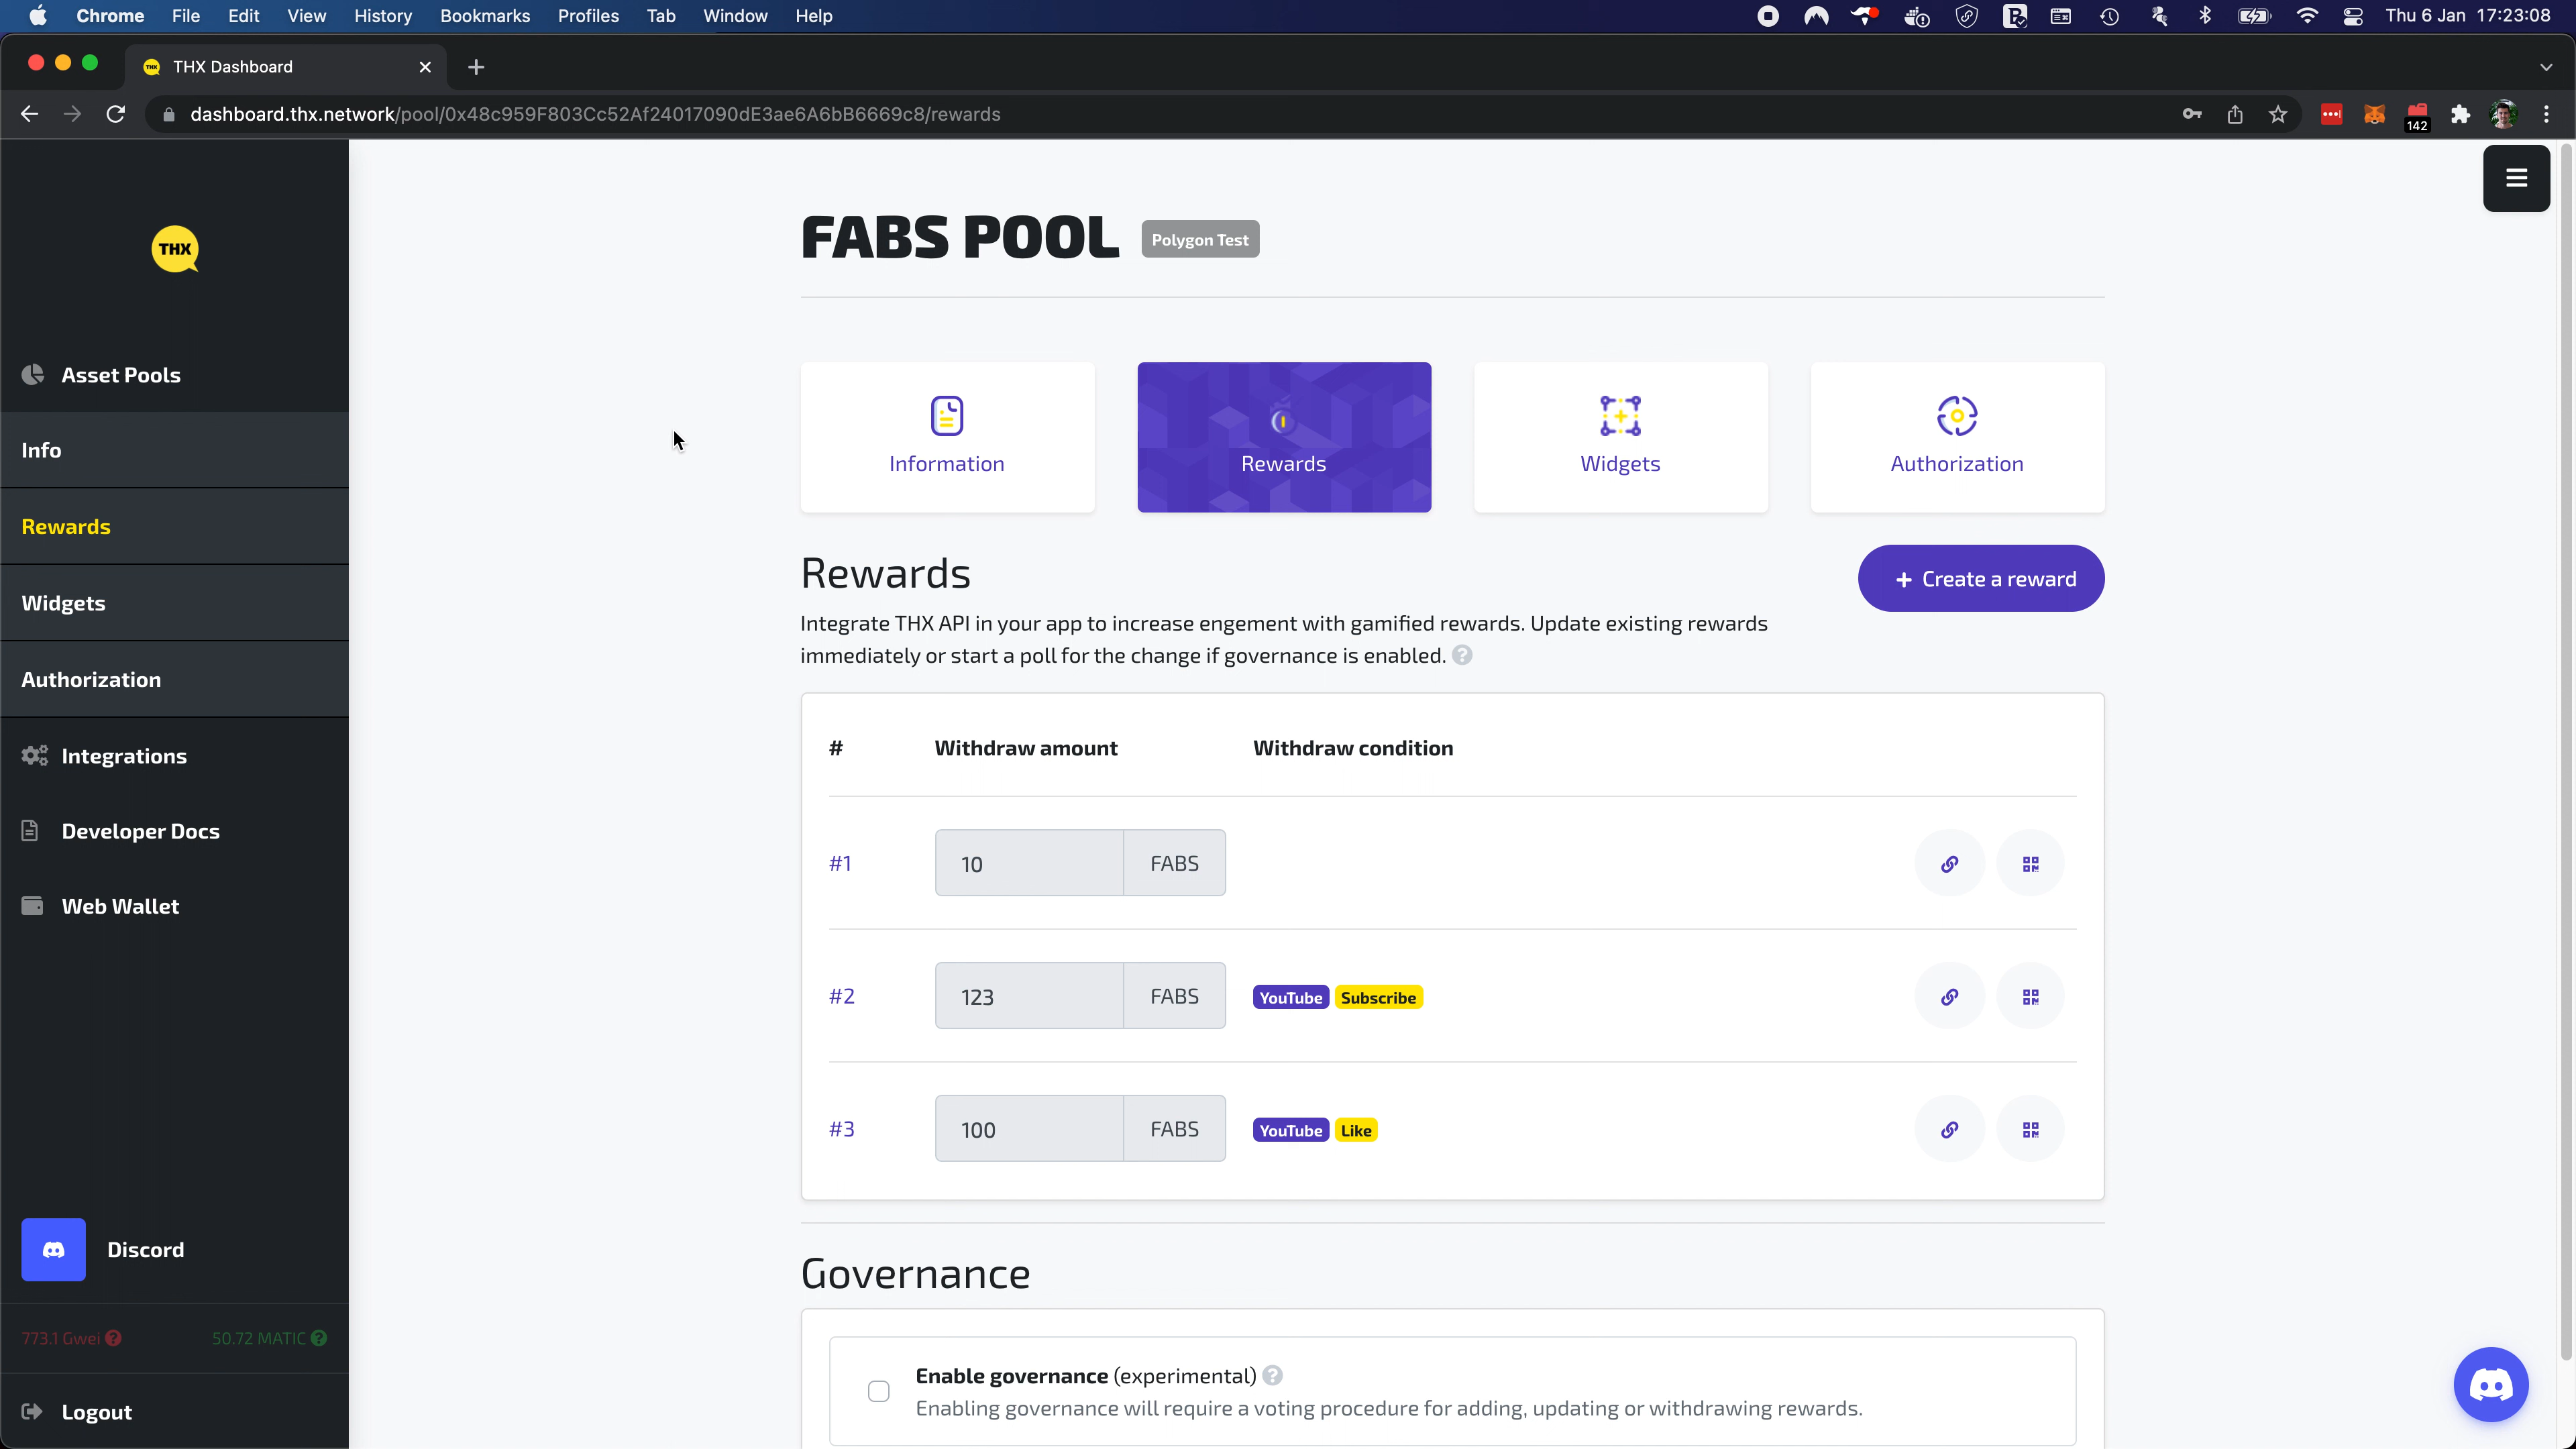 Chrome File Edit View History Bookmarks Profiles Tab Window Help Thu 6 Jan 17:23:08
THX Dashboard
dashboard.thx.network/pool/0x48c959F803Cc52Af24017090dE3ae6A6bB6669c8/rewards
142
THX
Asset Pools
Info
Rewards
Widgets
Authorization
Integrations
Developer Docs
Web Wallet
Discord
773.1 Gwei ? 50.72 MATIC ?
Logout
FABS POOL Polygon Test
Information Rewards Widgets Authorization
Rewards
+ Create a reward
Integrate THX API in your app to increase engement with gamified rewards. Update existing rewards
immediately or start a poll for the change if governance is enabled. ?
# Withdraw amount Withdraw condition
#1 10 FABS
#2 123 FABS YouTube Subscribe
#3 100 FABS YouTube Like
Governance
Enable governance (experimental) ?
Enabling governance will require a voting procedure for adding, updating or withdrawing rewards.